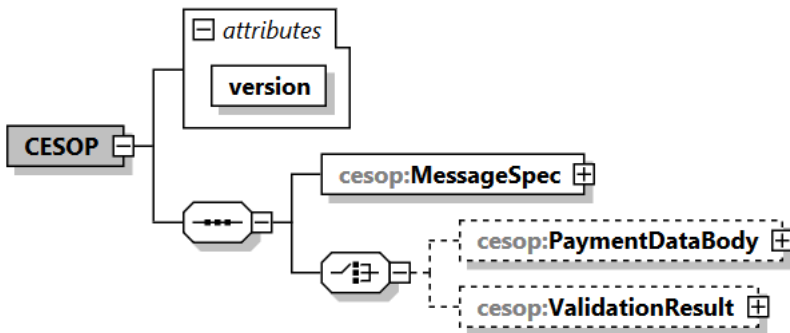 attributes
version
CESOP
cesop:MessageSpec
cesop:PaymentDataBody
cesop:ValidationResult